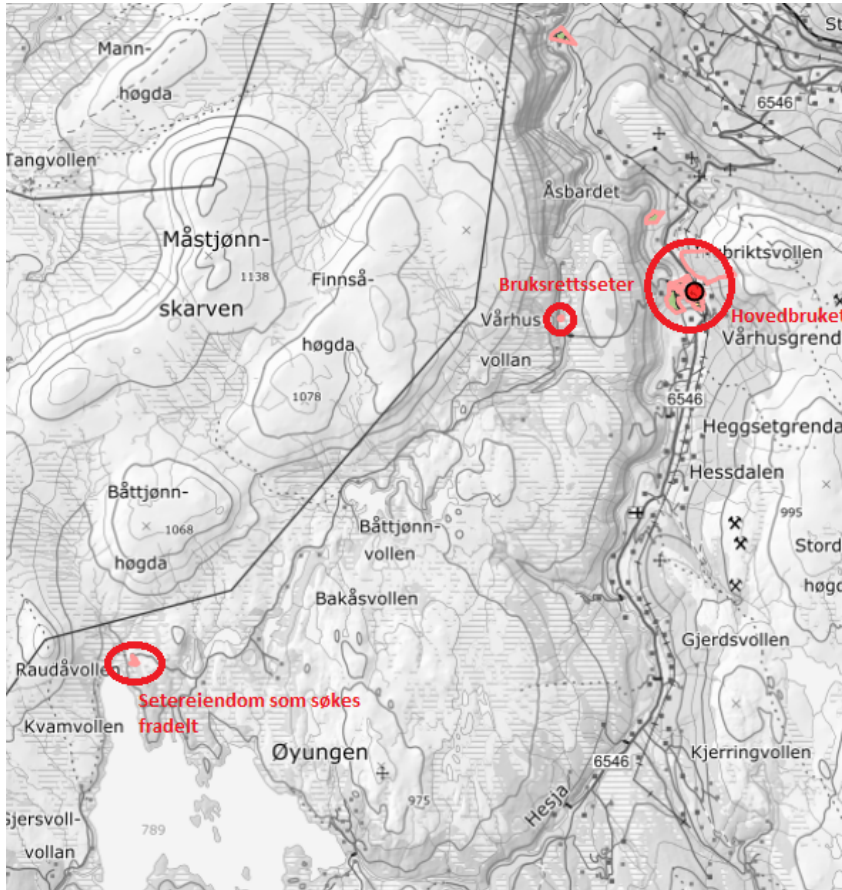 Mann-
høgda
St
6546
Tangvollen
Åsbardet
Måstjønn-
skarven
1138
Finnså-
høgda
1078
Bruksrettsseter
Vårhus
vollan
briktsvollen
Hovedbruket
Vårhusgrend
6546
Heggsetgrenda
Hessdalen
995
Stord
høgd
Båttjønn-
høgda
1068
Båttjønn-
vollen
Bakåsvollen
Gjerdsvollen
Raudåvollen
Setereiendom som søkes
fradelt
Kvamvollen
Øyungen
Kjerringvollen
6546
Hesja
975
789
Sjersvoll-
vollan